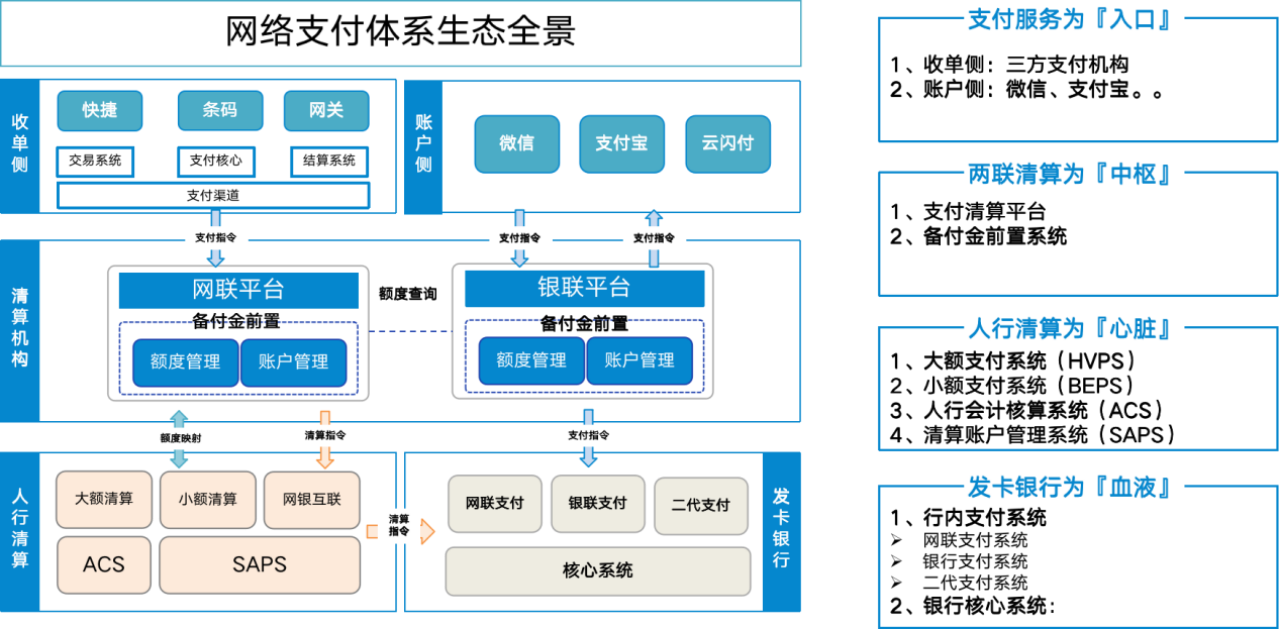 网络支付体系生态全景
收单侧
快捷
条码
网关
交易系统
支付核心
结算系统
支付渠道
账户侧
微信
支付宝
云闪付
支付指令
支付指令
支付指令
清算机构
网联平台
备付金前置
额度管理
账户管理
额度查询
银联平台
备付金前置
额度管理
账户管理
额度映射
清算指令
支付指令
人行清算
大额清算
小额清算
网银互联
ACS
SAPS
清算
指令
网联支付
银联支付
二代支付
核心系统
发卡银行
支付服务为『入口』
1、收单侧：三方支付机构
2、账户侧：微信、支付宝。。
两联清算为『中枢』
1、支付清算平台
2、备付金前置系统
人行清算为『心脏』
1、大额支付系统（HVPS）
2、小额支付系统（BEPS）
3、人行会计核算系统（ACS）
4、清算账户管理系统（SAPS）
发卡银行为『血液』
1、行内支付系统
➢ 网联支付系统
➢ 银行支付系统
➢ 二代支付系统
2、银行核心系统：